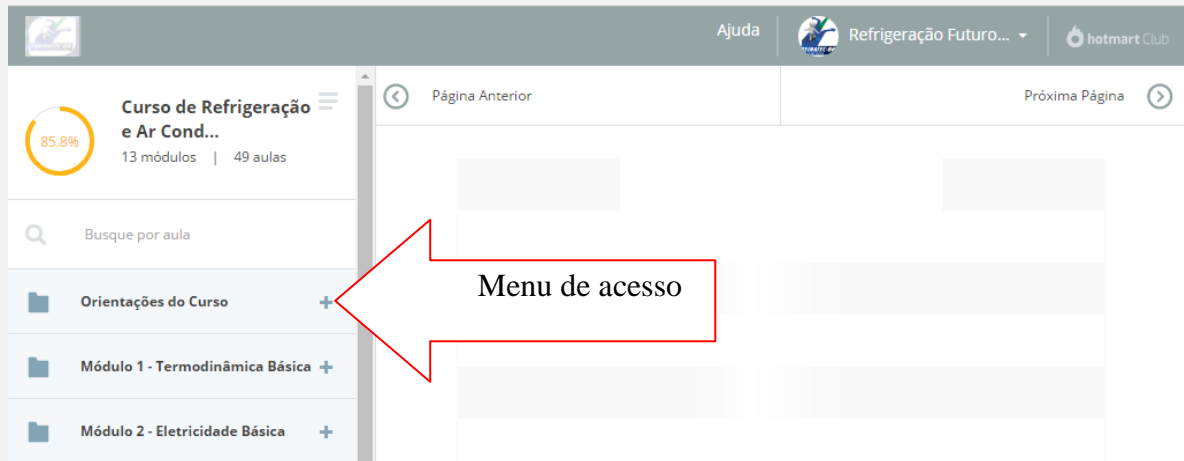 Ajuda
Refrigeração Futuro...
hotmart Club
Curso de Refrigeração
e Ar Cond...
85.8%
13 módulos | 49 aulas
Página Anterior
Próxima Página
Busque por aula
Menu de acesso
Orientações do Curso +
Módulo 1 - Termodinâmica Básica +
Módulo 2 - Eletricidade Básica +